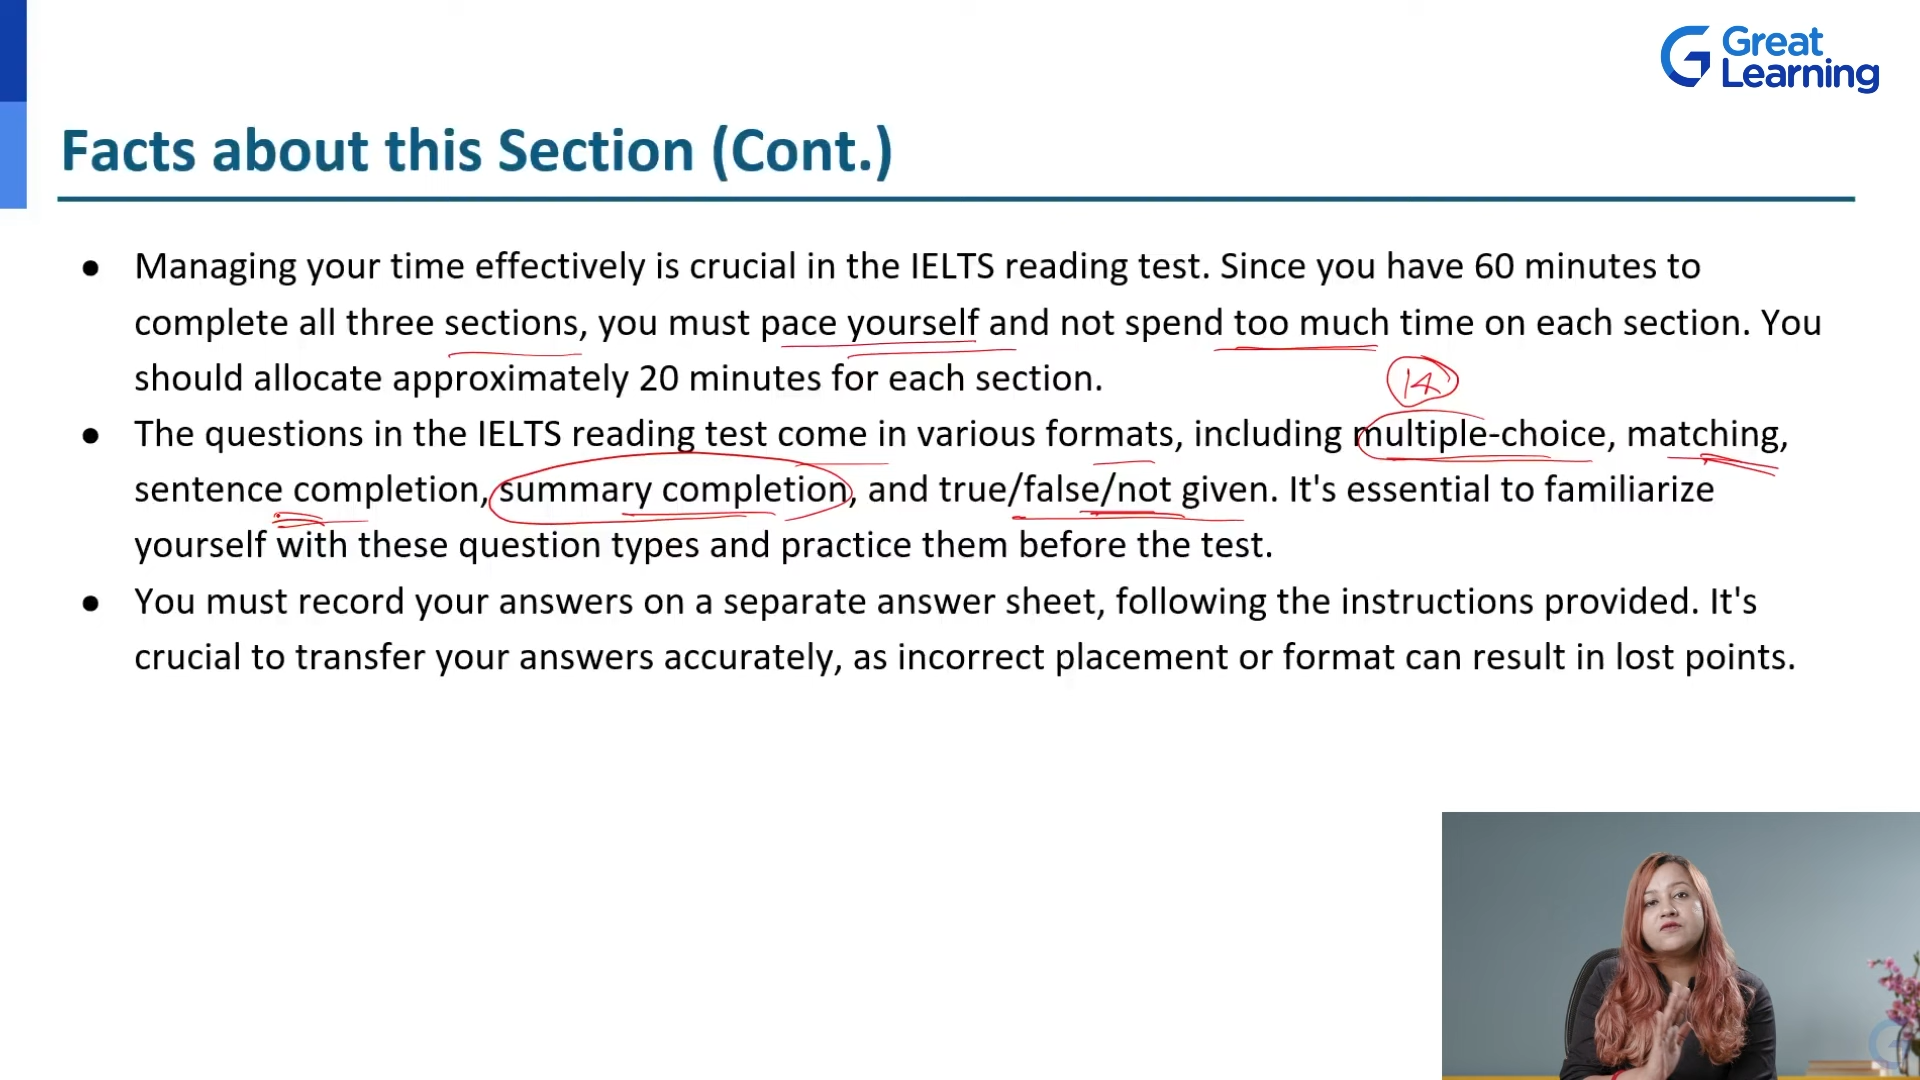 Great
Learning
Facts about this Section (Cont.)
● Managing your time effectively is crucial in the IELTS reading test. Since you have 60 minutes to
complete all three sections, you must pace yourself and not spend too much time on each section. You
should allocate approximately 20 minutes for each section.
14
● The questions in the IELTS reading test come in various formats, including multiple-choice, matching,
sentence completion, summary completion, and true/false/not given. It's essential to familiarize
yourself with these question types and practice them before the test.
● You must record your answers on a separate answer sheet, following the instructions provided. It's
crucial to transfer your answers accurately, as incorrect placement or format can result in lost points.